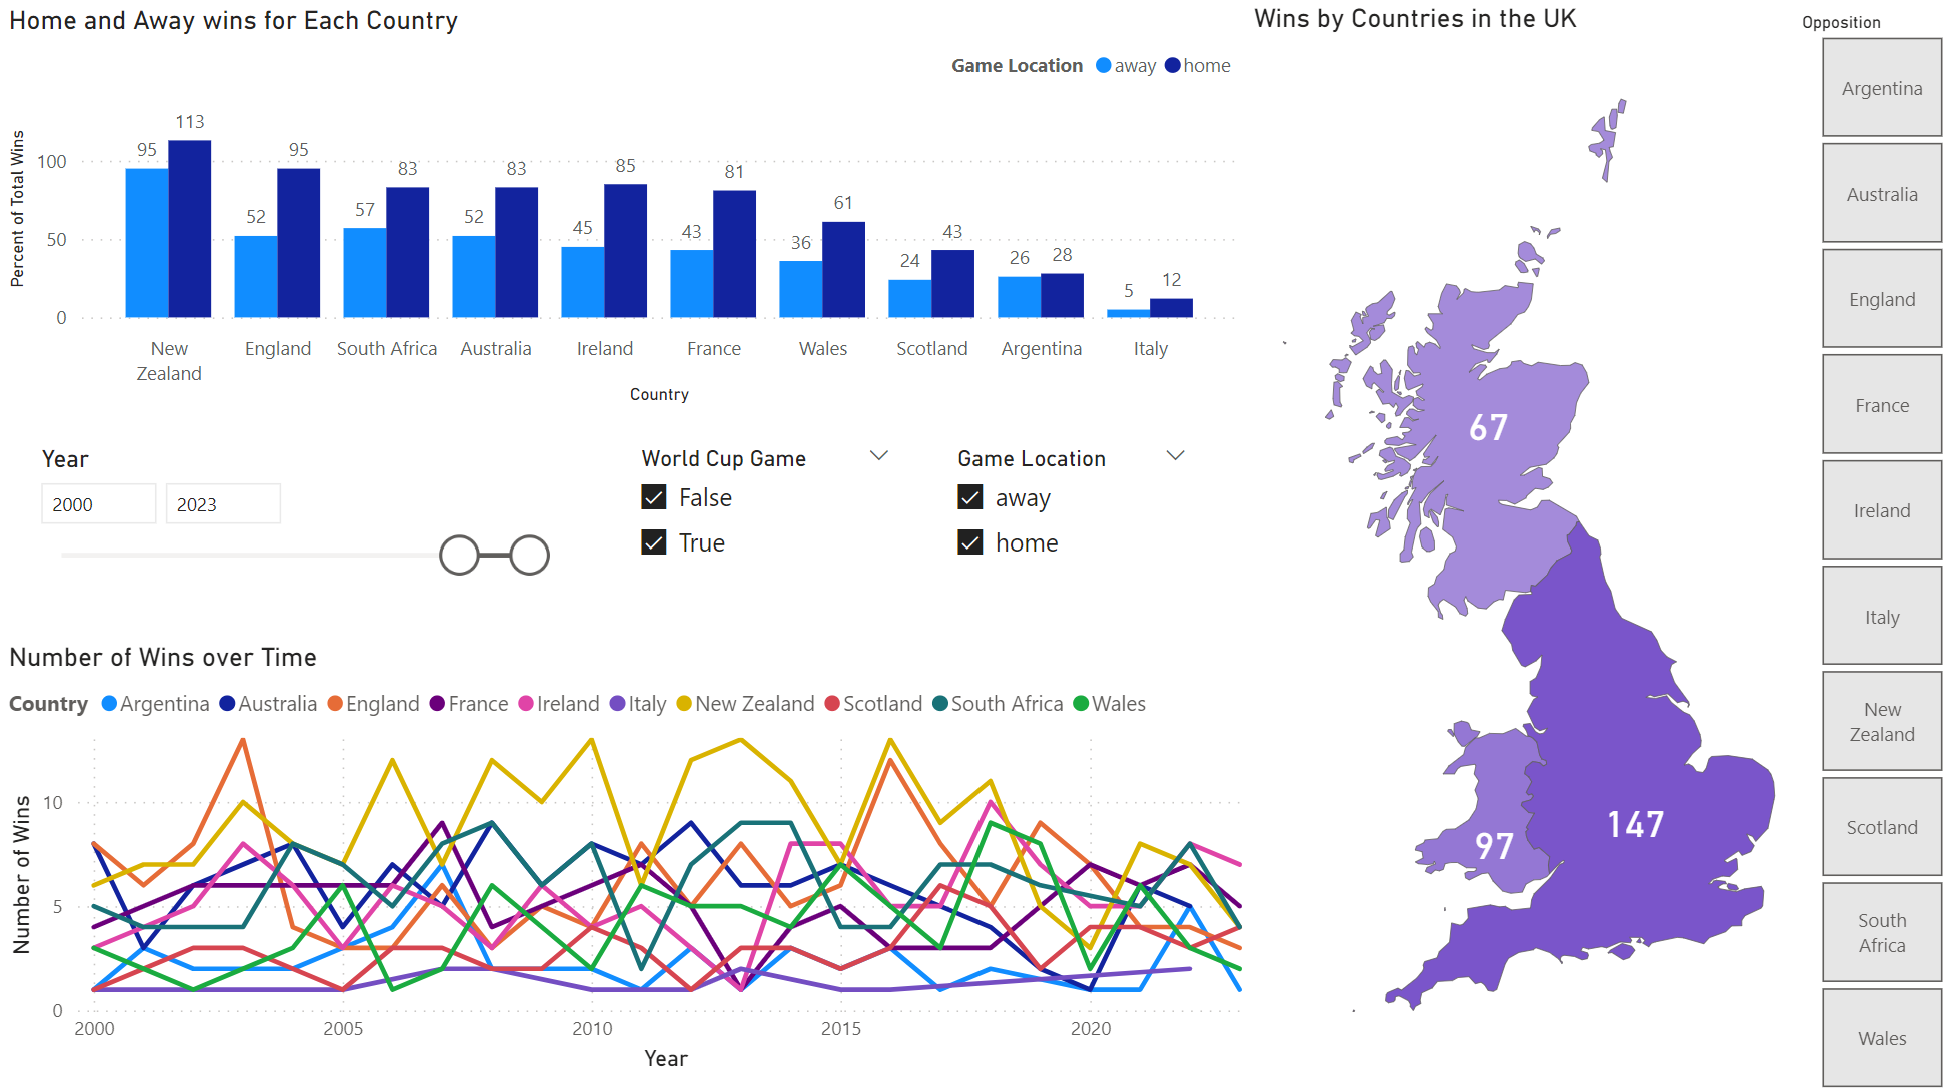 Home and Away wins for Each Country
Game Location away home
Percent of Total Wins
100
50
0
95 113
52 95
57 83
52 83
45 85
43 81
36 61
24 43
26 28
5 12
New Zealand
England
South Africa
Australia
Ireland
France
Wales
Scotland
Argentina
Italy
Country
Year
2000 2023
World Cup Game
False
True
Game Location
away
home
Number of Wins over Time
Country Argentina Australia England France Ireland Italy New Zealand Scotland South Africa Wales
Number of Wins
10
5
0
2000 2005 2010 2015 2020
Year
Wins by Countries in the UK
67
97
147
Opposition
Argentina
Australia
England
France
Ireland
Italy
New
Zealand
Scotland
South
Africa
Wales